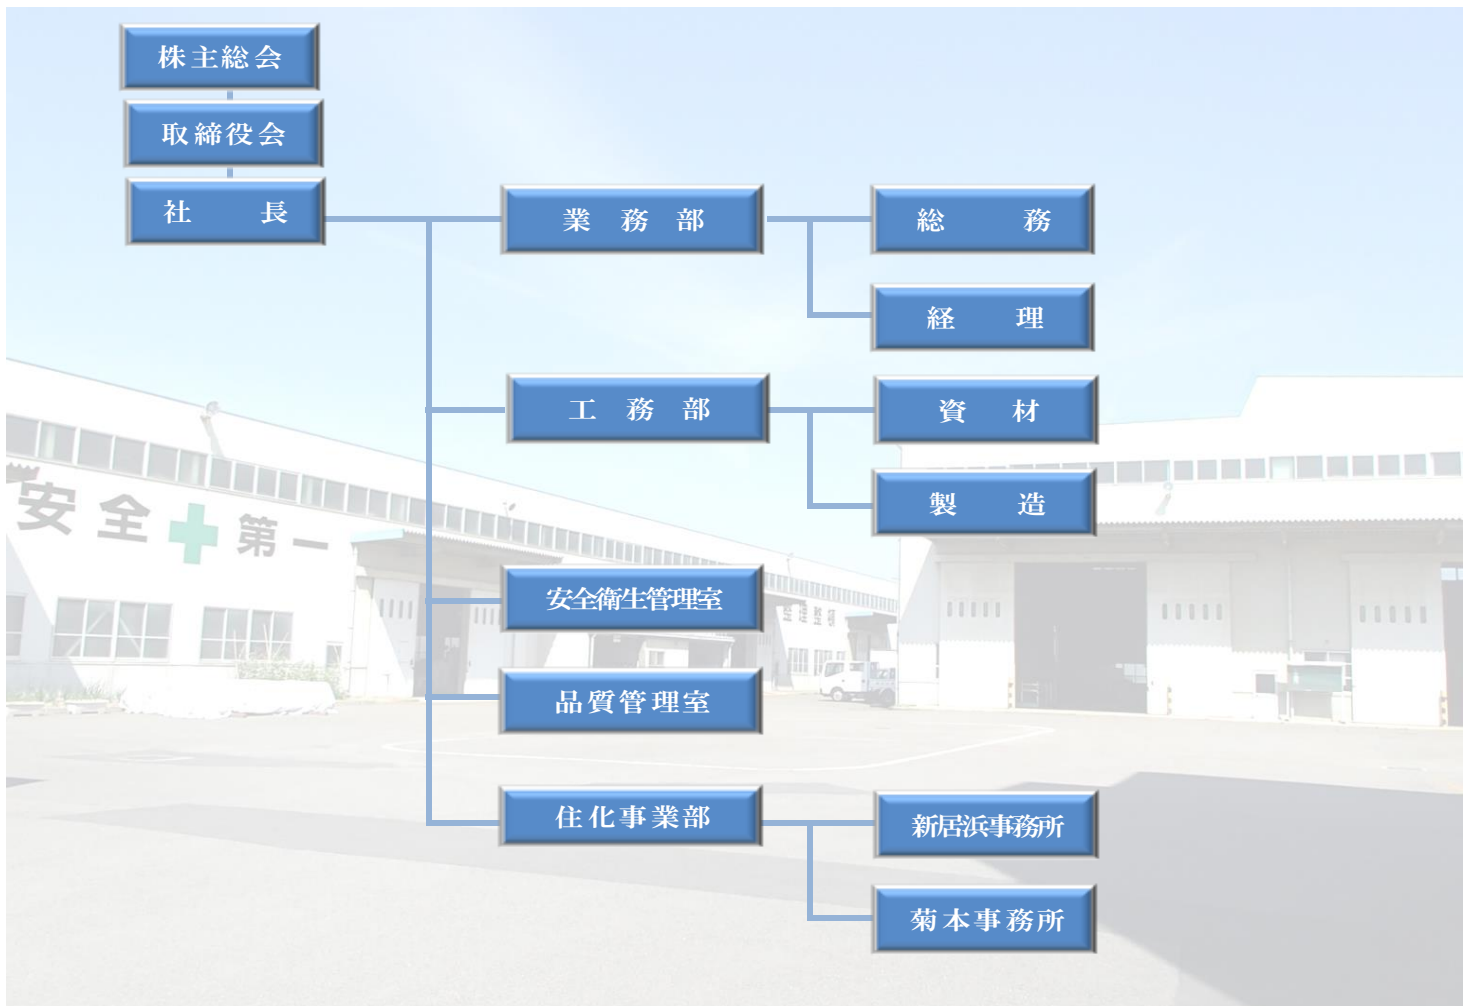 株主総会
取締役会
社　　長
業　務　部
総　　　務
経　　理
工　務　部
資　材
製　　造
安全衛生管理室
品質管理室
住化事業部
新居浜事務所
菊本事務所
安全✚第一